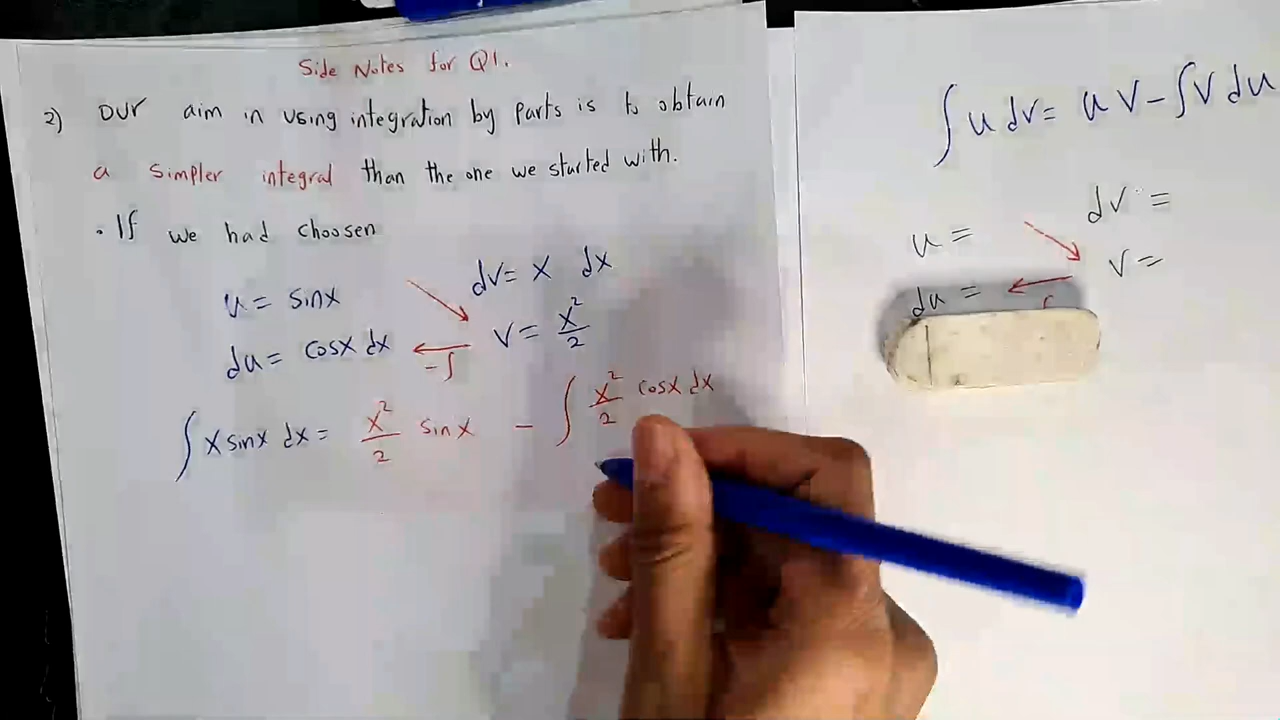 Side Notes for Q1.
2) Our aim in using integration by parts is to obtain
a simpler integral than the one we started with.
• If we had choosen
u = sinx dv = x dx
du = cosx dx v = x²/2
-∫
∫ x sinx dx = x²/2 sinx - ∫ x²/2 cosx dx
∫ u dv = u v - ∫ v du
u = dv =
du = v =